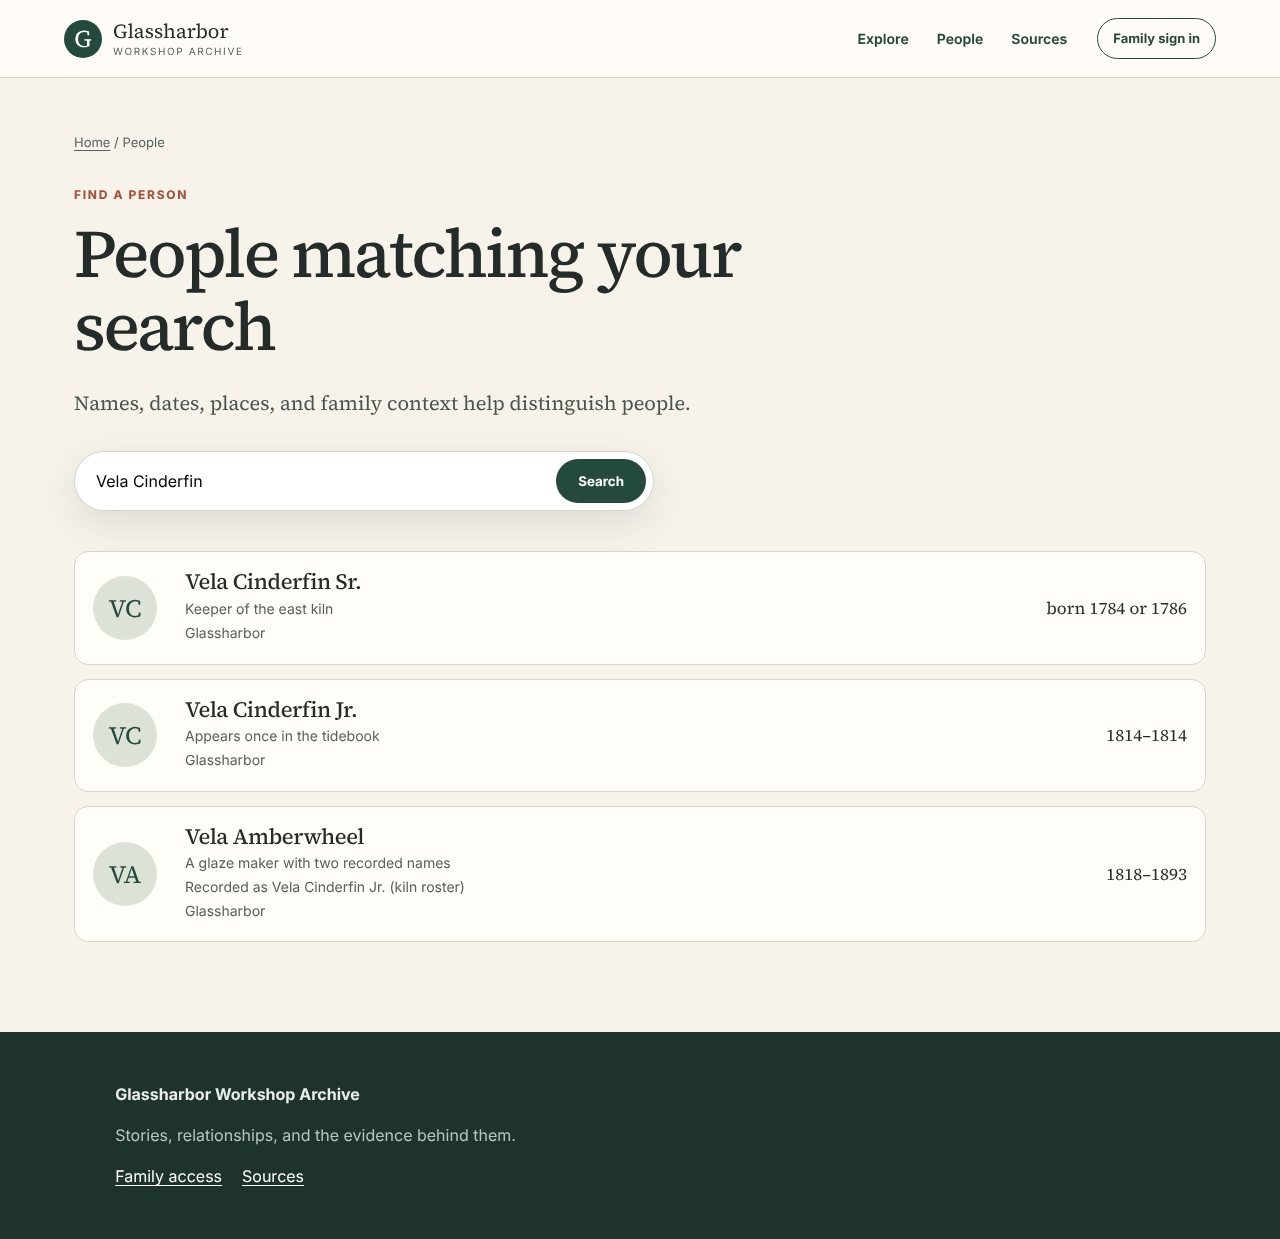 G
Glassharbor
WORKSHOP ARCHIVE
Explore
People
Sources
Family sign in
Home / People
FIND A PERSON
People matching your
search
Names, dates, places, and family context help distinguish people.
Vela Cinderfin
Search
VC
Vela Cinderfin Sr.
Keeper of the east kiln
Glassharbor
born 1784 or 1786
VC
Vela Cinderfin Jr.
Appears once in the tidebook
Glassharbor
1814–1814
VA
Vela Amberwheel
A glaze maker with two recorded names
Recorded as Vela Cinderfin Jr. (kiln roster)
Glassharbor
1818–1893
Glassharbor Workshop Archive
Stories, relationships, and the evidence behind them.
Family access
Sources